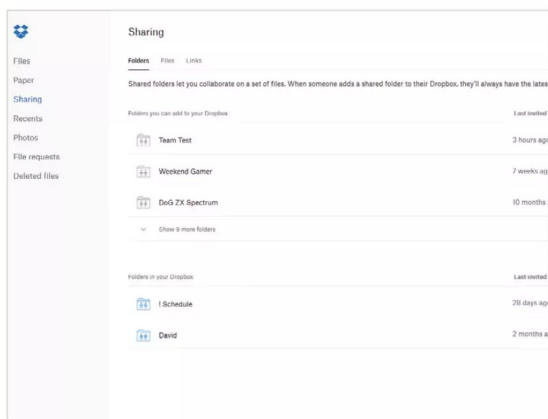 Sharing
Files
Paper
Sharing
Recents
Photos
File requests
Deleted files
Folders Files Links
Shared folders let you collaborate on a set of files. When someone adds a shared folder to their Dropbox, they'll always have the lates
Folders you can add to your Dropbox Last invited
Team Test 3 hours ago
Weekend Gamer 7 weeks ag
DoG ZX Spectrum 10 months
Show 9 more folders
Folders in your Dropbox Last invited
! Schedule 28 days ago
David 2 months a